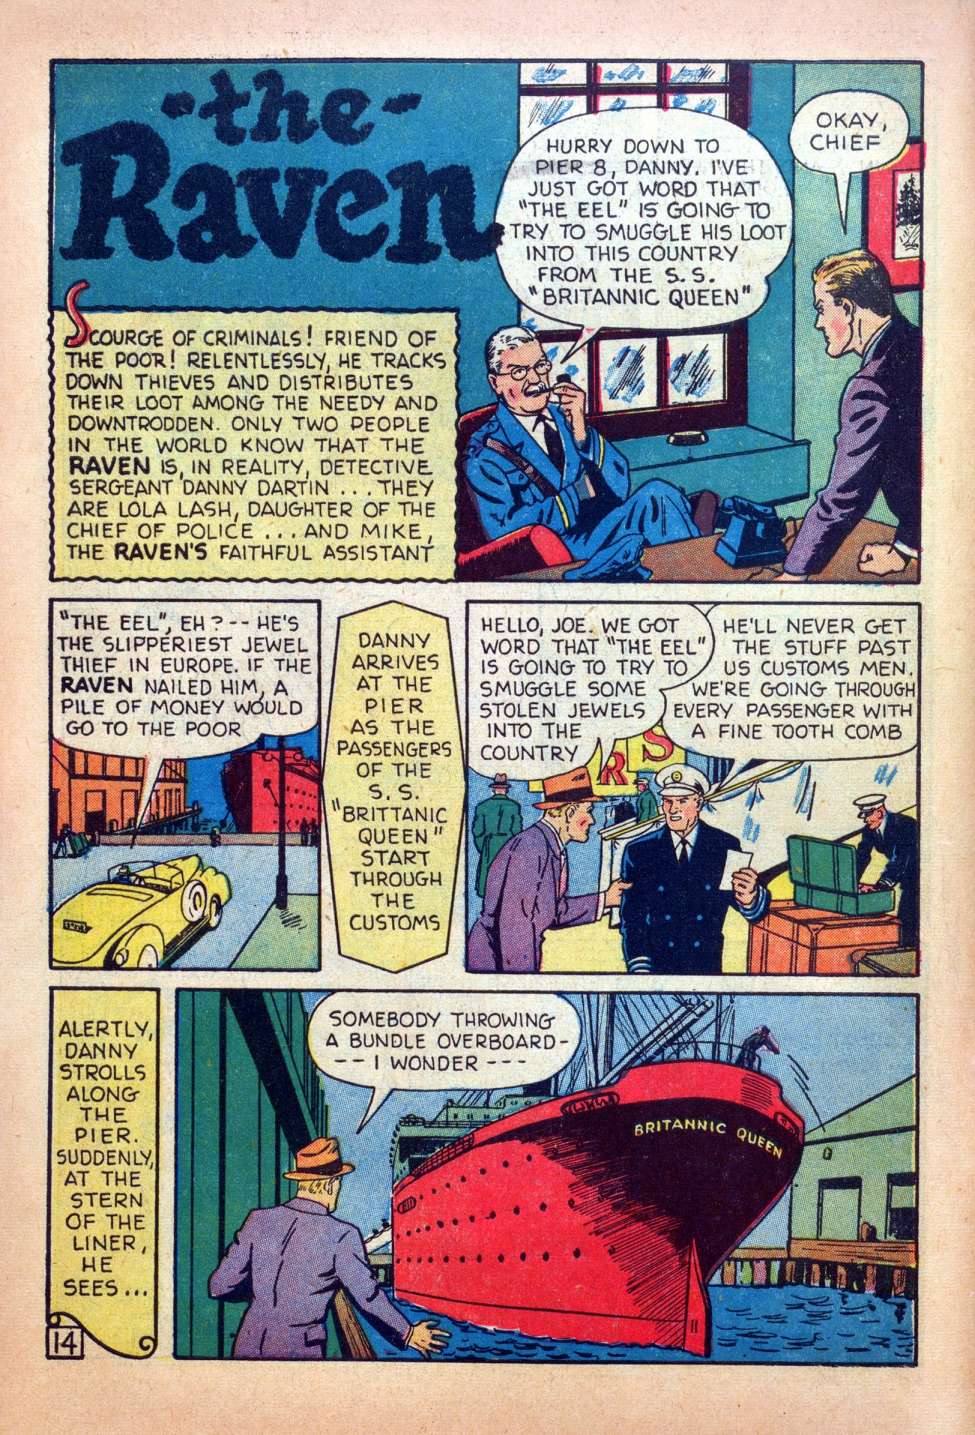 -the-
Raven
HURRY DOWN TO
PIER 8, DANNY. I'VE
JUST GOT WORD THAT
"THE EEL" IS GOING TO
TRY TO SMUGGLE HIS LOOT
INTO THIS COUNTRY
FROM THE S.S.
"BRITANNIC QUEEN"
OKAY,
CHIEF
SCOURGE OF CRIMINALS! FRIEND OF
THE POOR! RELENTLESSLY, HE TRACKS
DOWN THIEVES AND DISTRIBUTES
THEIR LOOT AMONG THE NEEDY AND
DOWNTRODDEN. ONLY TWO PEOPLE
IN THE WORLD KNOW THAT THE
RAVEN IS, IN REALITY, DETECTIVE
SERGEANT DANNY DARTIN ... THEY
ARE LOLA LASH, DAUGHTER OF THE
CHIEF OF POLICE ... AND MIKE,
THE RAVEN'S FAITHFUL ASSISTANT
"THE EEL", EH? -- HE'S
THE SLIPPERIEST JEWEL
THIEF IN EUROPE. IF THE
RAVEN NAILED HIM, A
PILE OF MONEY WOULD
GO TO THE POOR
DANNY
ARRIVES
AT THE
PIER
AS THE
PASSENGERS
OF THE
S. S.
"BRITTANIC
QUEEN"
START
THROUGH
THE
CUSTOMS
HELLO, JOE. WE GOT
WORD THAT "THE EEL"
IS GOING TO TRY TO
SMUGGLE SOME
STOLEN JEWELS
INTO THE
COUNTRY
HE'LL NEVER GET
THE STUFF PAST
US CUSTOMS MEN.
WE'RE GOING THROUGH
EVERY PASSENGER WITH
A FINE TOOTH COMB
RS
ALERTLY,
DANNY
STROLLS
ALONG
THE
PIER.
SUDDENLY,
AT THE
STERN
OF THE
LINER,
HE
SEES...
SOMEBODY THROWING
A BUNDLE OVERBOARD-
-- I WONDER ---
BRITANNIC QUEEN
14